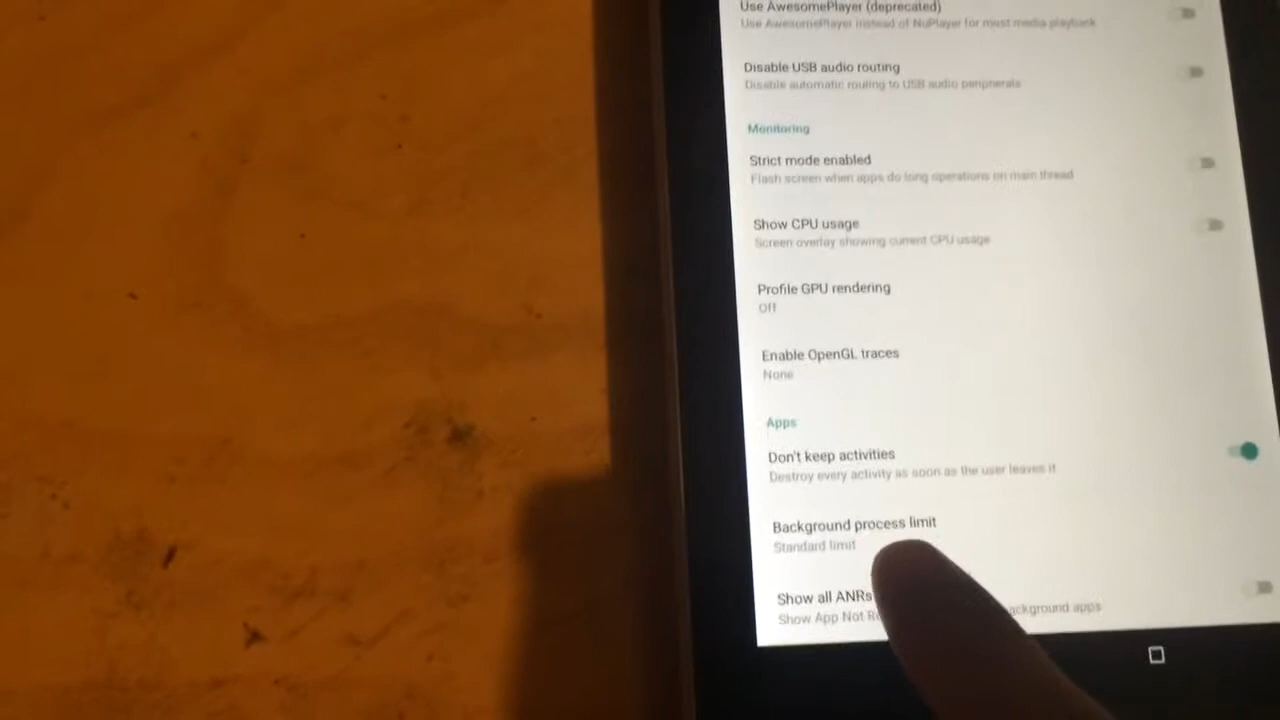 Use AwesomePlayer (deprecated)
Use AwesomePlayer instead of NuPlayer for most media playback
Disable USB audio routing
Disable automatic routing to USB audio peripherals
Monitoring
Strict mode enabled
Flash screen when apps do long operations on main thread
Show CPU usage
Screen overlay showing current CPU usage
Profile GPU rendering
Off
Enable OpenGL traces
None
Apps
Don't keep activities
Destroy every activity as soon as the user leaves it
Background process limit
Standard limit
Show all ANRs
Show App Not background apps